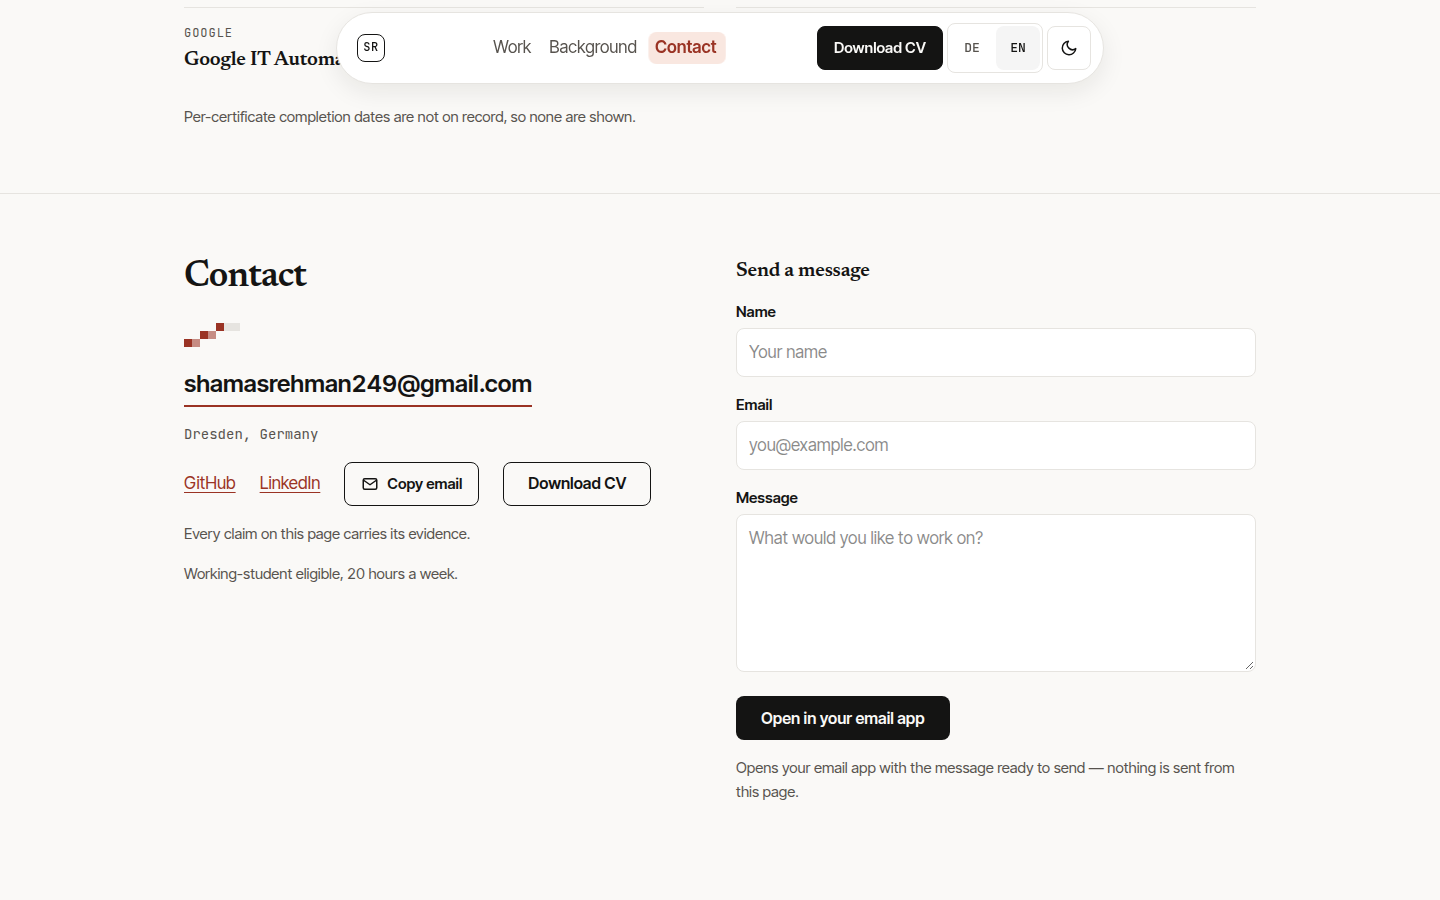 GOOGLE
Google IT Automa
SR
Work Background Contact
Download CV
DE EN
Per-certificate completion dates are not on record, so none are shown.
Contact
shamasrehman249@gmail.com
Dresden, Germany
GitHub LinkedIn Copy email Download CV
Every claim on this page carries its evidence.
Working-student eligible, 20 hours a week.
Send a message
Name
Your name
Email
you@example.com
Message
What would you like to work on?
Open in your email app
Opens your email app with the message ready to send — nothing is sent from
this page.